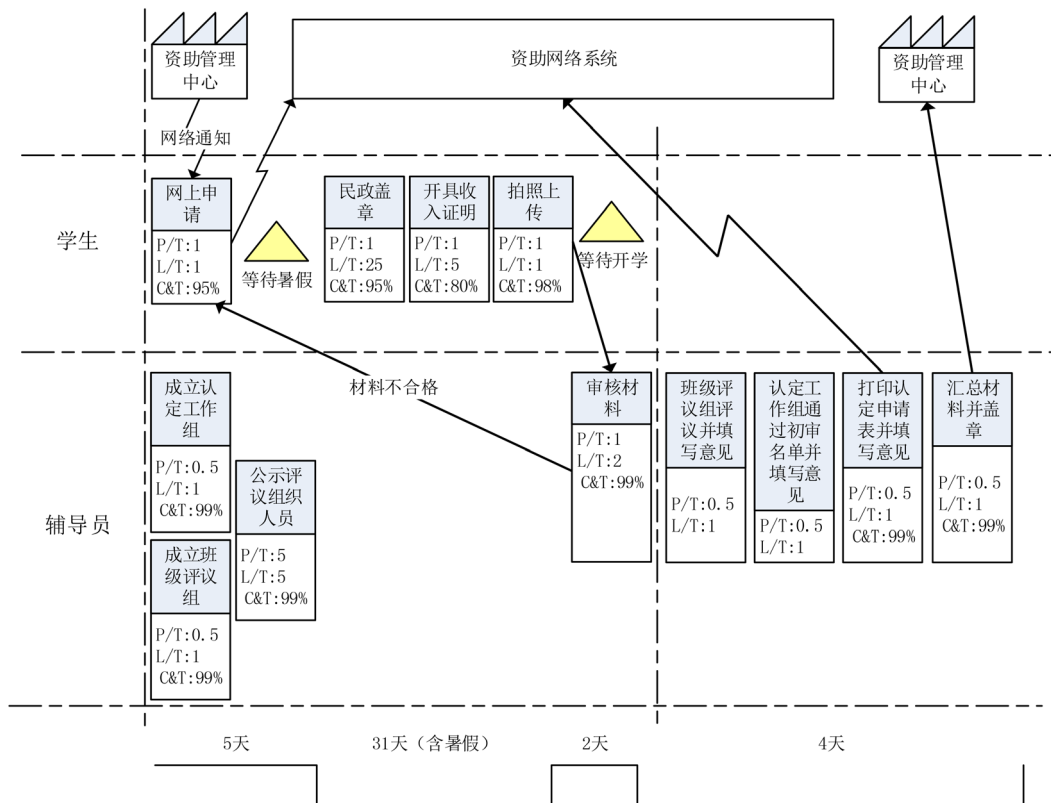 资助管理
中心
资助网络系统
资助管理
中心
网络通知
学生
网上申
请
P/T:1
L/T:1
C&T:95%
等待暑假
民政盖
章
P/T:1
L/T:25
C&T:95%
开具收
入证明
P/T:1
L/T:5
C&T:80%
拍照上
传
P/T:1
L/T:1
C&T:98%
等待开学
材料不合格
辅导员
成立认
定工作
组
P/T:0.5
L/T:1
C&T:99%
成立班
级评议
组
P/T:0.5
L/T:1
C&T:99%
公示评
议组织
人员
P/T:5
L/T:5
C&T:99%
审核材
料
P/T:1
L/T:2
C&T:99%
班级评
议组评
议并填
写意见
P/T:0.5
L/T:1
认定工
作组通
过初审
名单并
填写意
见
P/T:0.5
L/T:1
打印认
定申请
表并填
写意见
P/T:0.5
L/T:1
C&T:99%
汇总材
料并盖
章
P/T:0.5
L/T:1
C&T:99%
5天
31天（含暑假）
2天
4天